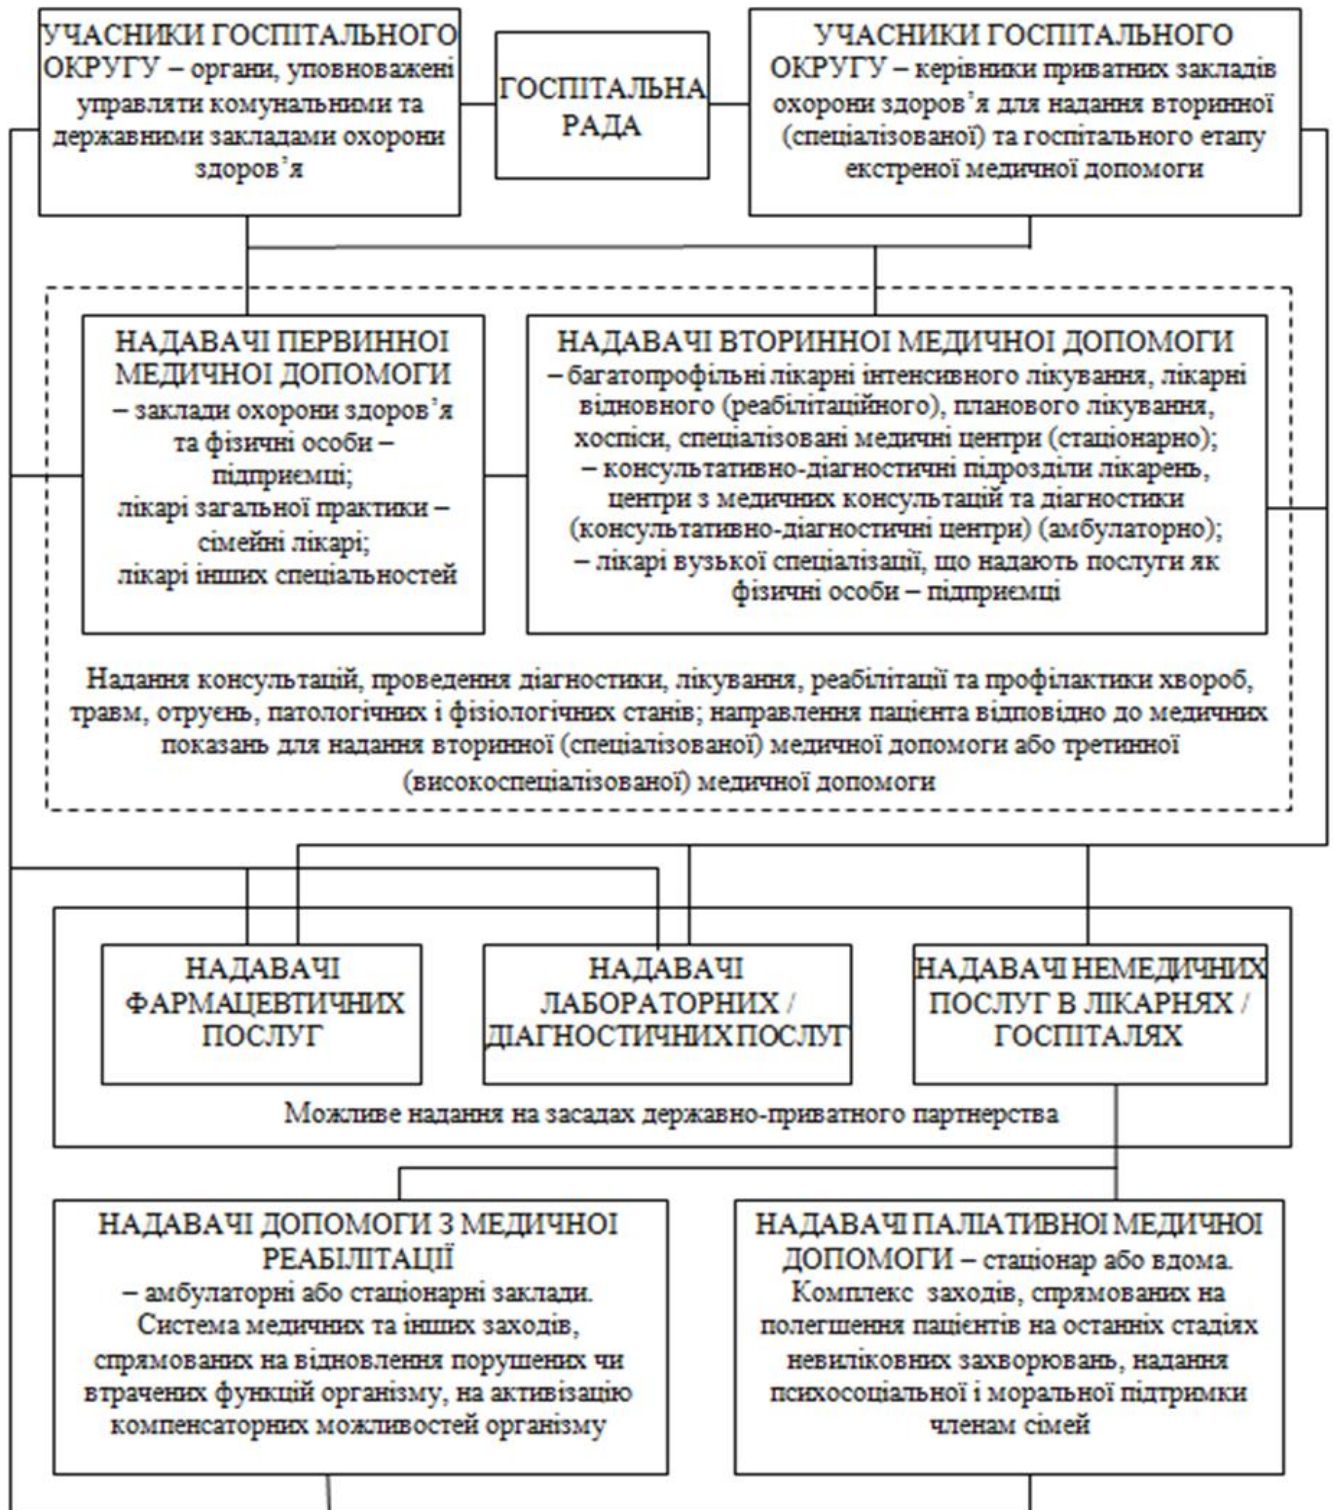 УЧАСНИКИ ГОСПІТАЛЬНОГО
ОКРУГУ – органи, уповноважені
управляти комунальними та
державними закладами охорони
здоров’я
ГОСПІТАЛЬНА
РАДА
УЧАСНИКИ ГОСПІТАЛЬНОГО
ОКРУГУ – керівники приватних закладів
охорони здоров’я для надання вторинної
(спеціалізованої) та госпітального етапу
екстреної медичної допомоги
НАДАВАЧІ ПЕРВИННОЇ
МЕДИЧНОЇ ДОПОМОГИ
– заклади охорони здоров’я
та фізичні особи –
підприємці;
лікарі загальної практики –
сімейні лікарі;
лікарі інших спеціальностей
НАДАВАЧІ ВТОРИННОЇ МЕДИЧНОЇ ДОПОМОГИ
– багатопрофільні лікарні інтенсивного лікування, лікарні
відновного (реабілітаційного), планового лікування,
хоспіси, спеціалізовані медичні центри (стаціонарно);
– консультативно-діагностичні підрозділи лікарень,
центри з медичних консультацій та діагностики
(консультативно-діагностичні центри) (амбулаторно);
– лікарі вузької спеціалізації, що надають послуги як
фізичні особи – підприємці
Надання консультацій, проведення діагностики, лікування, реабілітації та профілактики хвороб,
травм, отруєнь, патологічних і фізіологічних станів; направлення пацієнта відповідно до медичних
показань для надання вторинної (спеціалізованої) медичної допомоги або третинної
(високоспеціалізованої) медичної допомоги
НАДАВАЧІ
ФАРМАЦЕВТИЧНИХ
ПОСЛУГ
НАДАВАЧІ
ЛАБОРАТОРНИХ /
ДІАГНОСТИЧНИХ ПОСЛУГ
НАДАВАЧІ НЕМЕДИЧНИХ
ПОСЛУГ В ЛІКАРНЯХ /
ГОСПІТАЛЯХ
Можливе надання на засадах державно-приватного партнерства
НАДАВАЧІ ДОПОМОГИ З МЕДИЧНОЇ
РЕАБІЛІТАЦІЇ
– амбулаторні або стаціонарні заклади.
Система медичних та інших заходів,
спрямованих на відновлення порушених чи
втрачених функцій організму, на активізацію
компенсаторних можливостей організму
НАДАВАЧІ ПАЛІАТИВНОЇ МЕДИЧНОЇ
ДОПОМОГИ – стаціонар або вдома.
Комплекс заходів, спрямованих на
полегшення пацієнтів на останніх стадіях
невиліковних захворювань, надання
психосоціальної і моральної підтримки
членам сімей